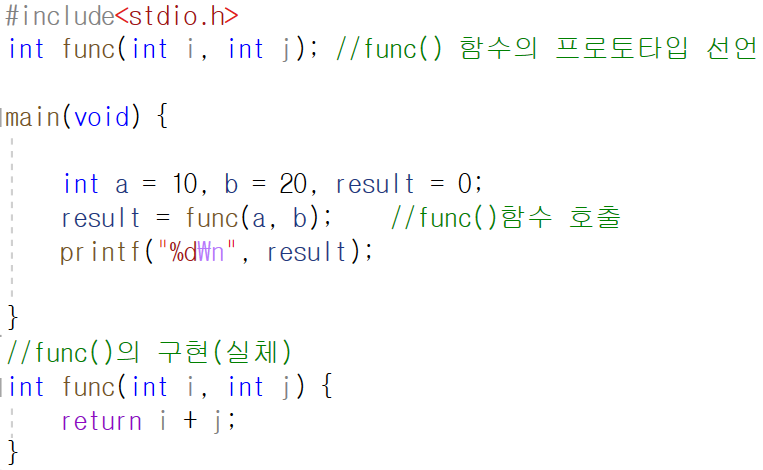 #include<stdio.h>
int func(int i, int j); //func() 함수의 프로토타입 선언
main(void) {
int a = 10, b = 20, result = 0;
result = func(a, b); //func()함수 호출
printf("%d₩n", result);
}
//func()의 구현(실체)
int func(int i, int j) {
return i + j;
}